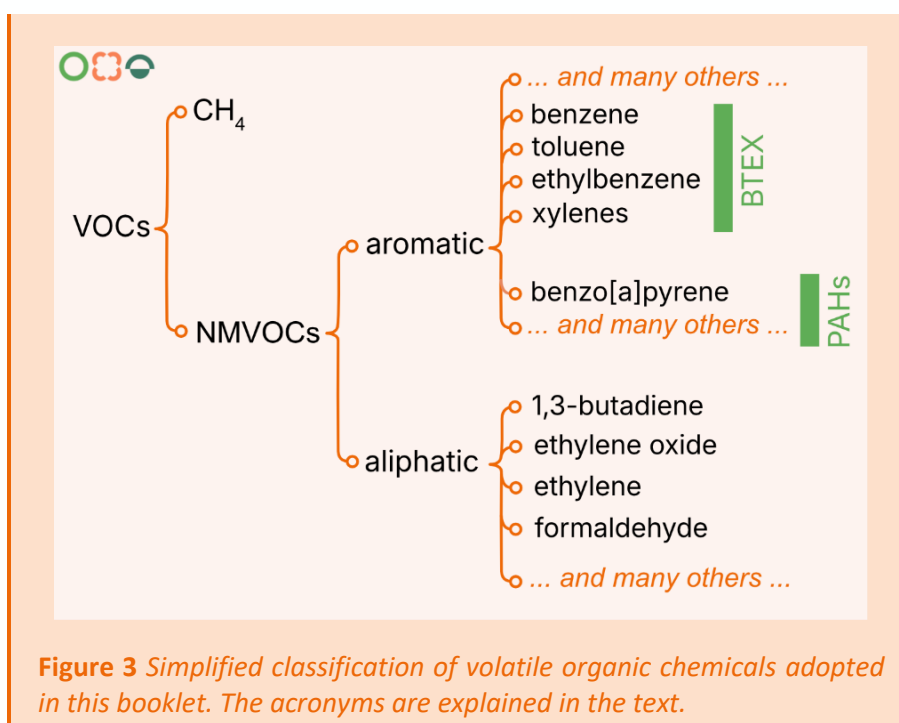 VOCs
CH₄
NMVOCs
aromatic
... and many others ...
benzene
toluene
ethylbenzene
xylenes
BTEX
benzo[a]pyrene
... and many others ...
PAHs
aliphatic
1,3-butadiene
ethylene oxide
ethylene
formaldehyde
... and many others ...
Figure 3 Simplified classification of volatile organic chemicals adopted
in this booklet. The acronyms are explained in the text.